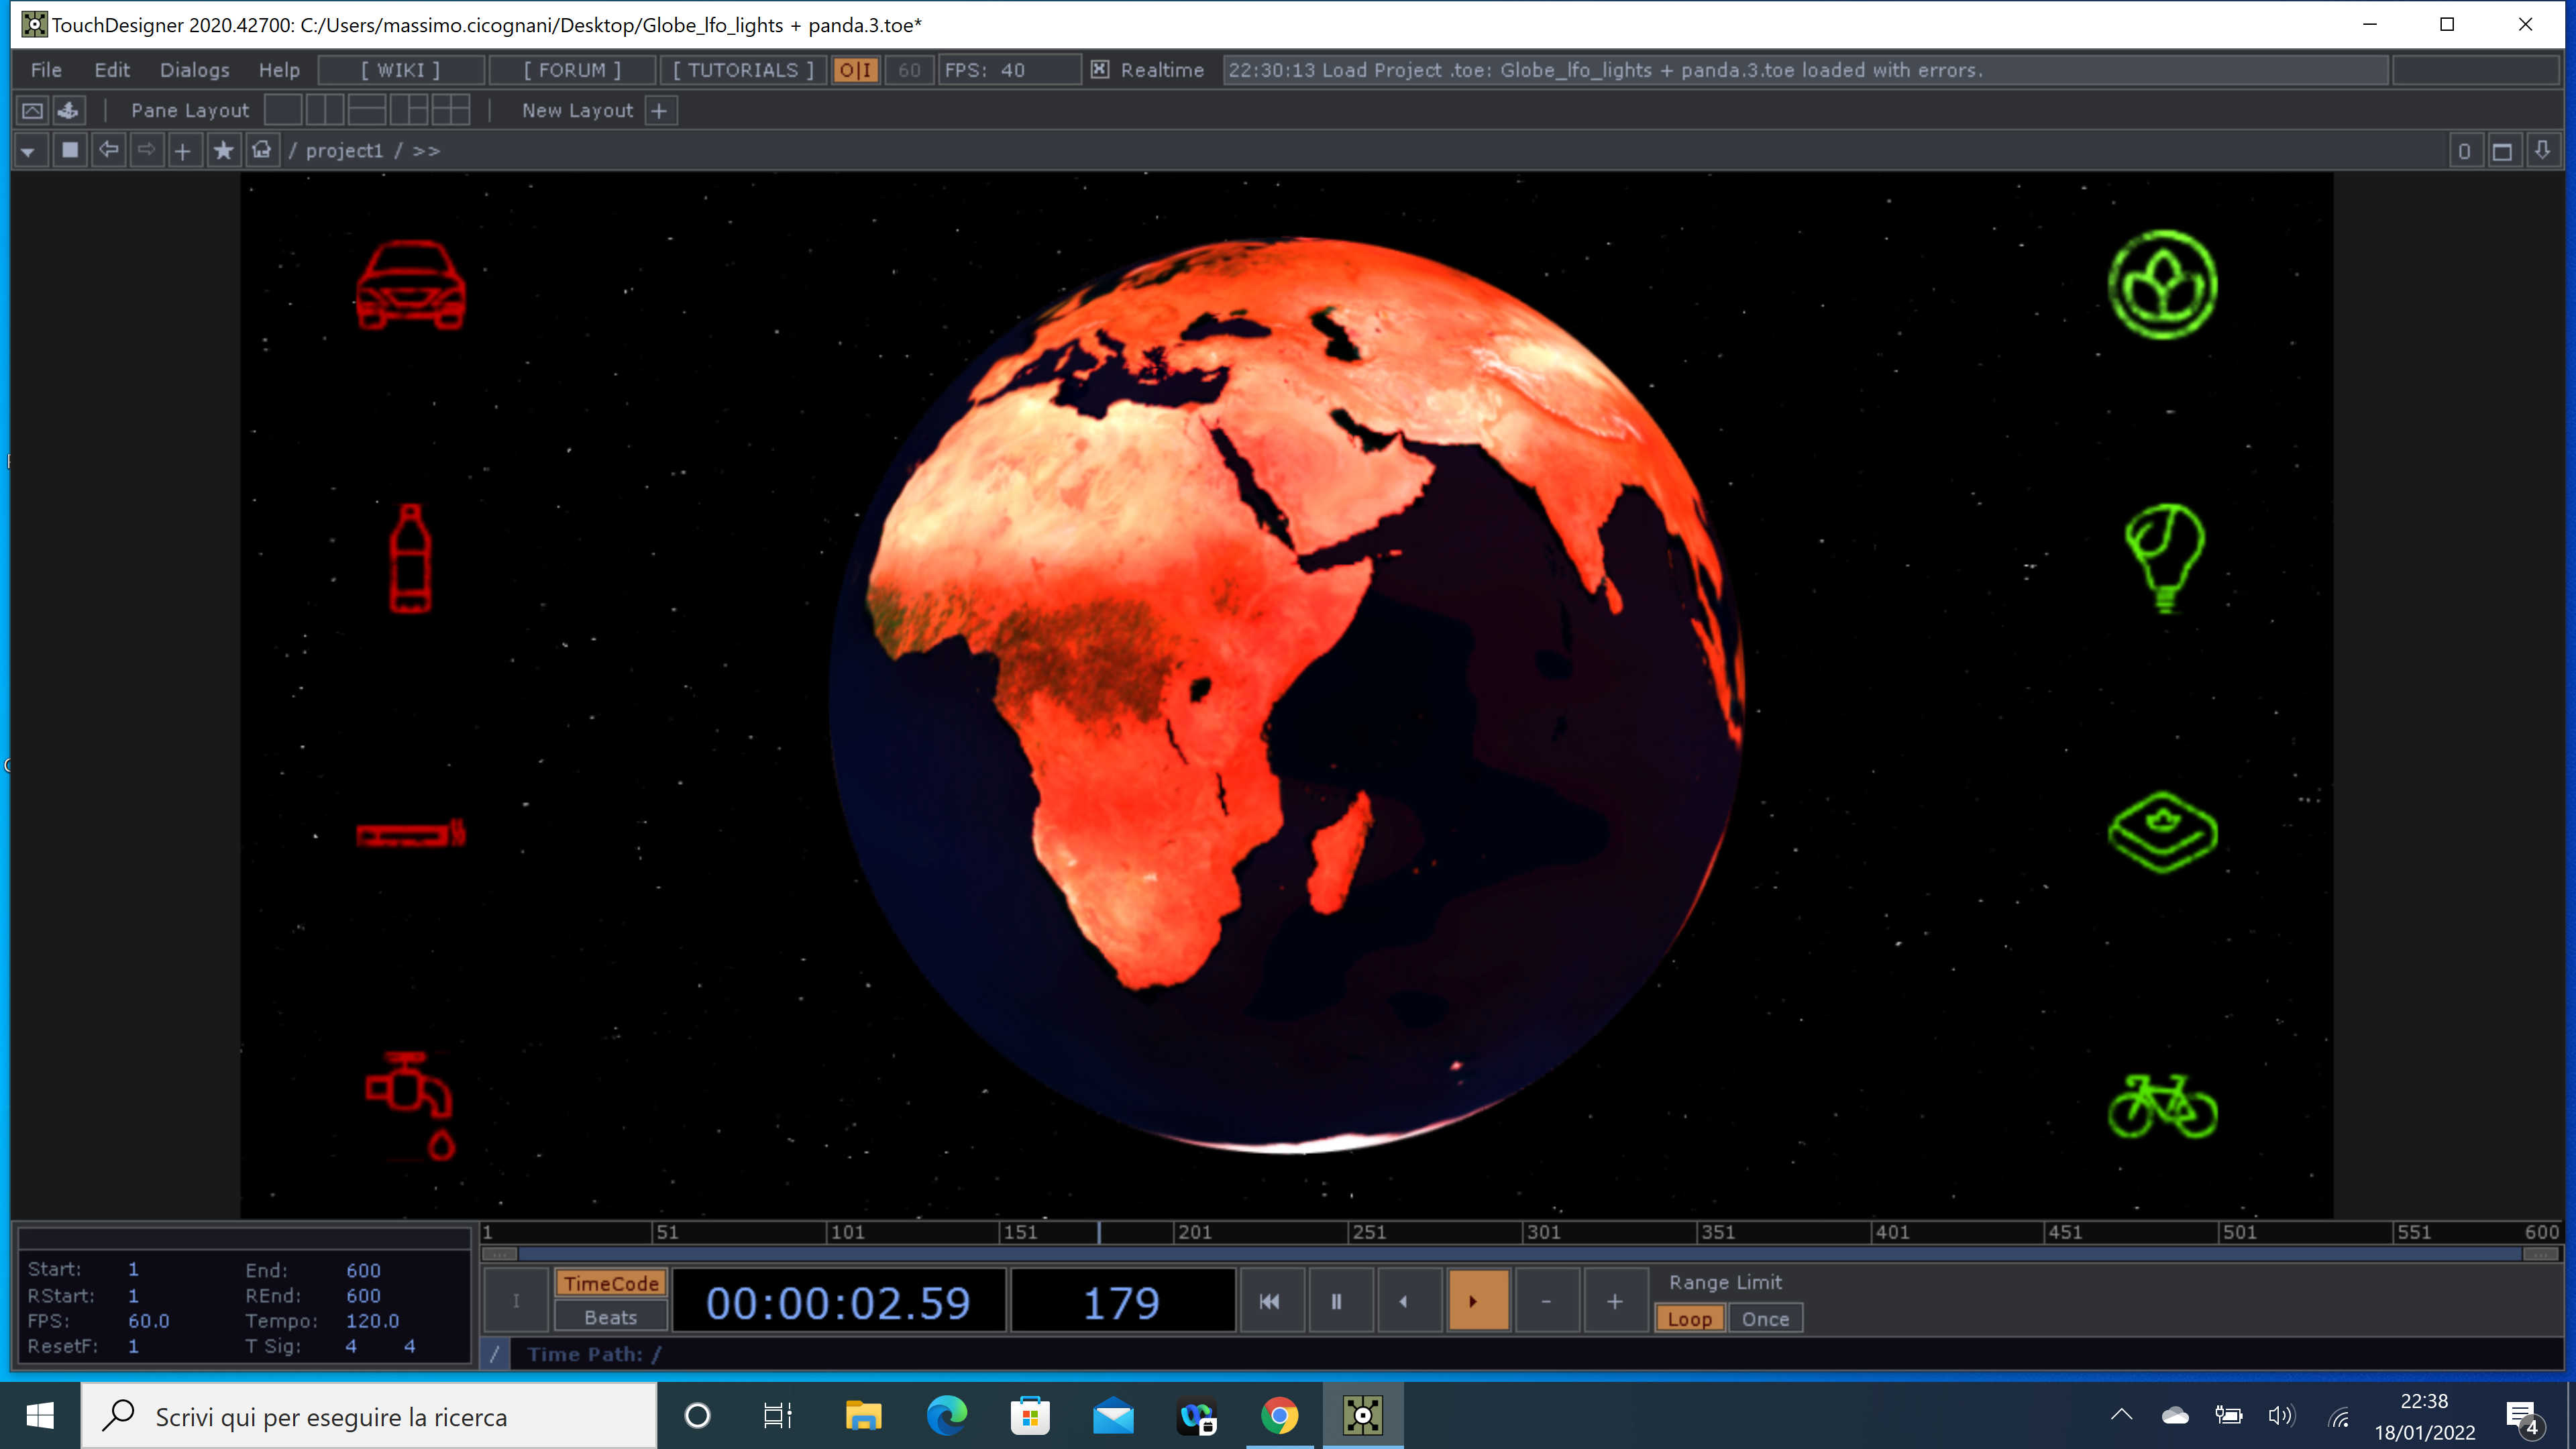 TouchDesigner 2020.42700: C:/Users/massimo.cicognani/Desktop/Globe_lfo_lights + panda.3.toe*
File Edit Dialogs Help [ WIKI ] [ FORUM ] [ TUTORIALS ] O|I 60 FPS: 40 Realtime 22:30:13 Load Project .toe: Globe_lfo_lights + panda.3.toe loaded with errors.
Pane Layout | New Layout +
/ project1 / >> 0
1 51 101 151 201 251 301 351 401 451 501 551 600
Start: 1 End: 600
RStart: 1 REnd: 600
FPS: 60.0 Tempo: 120.0
ResetF: 1 T Sig: 4 4
I TimeCode 00:00:02.59 179 - + Range Limit
Beats Loop Once
/ Time Path: /
Scrivi qui per eseguire la ricerca
22:38
18/01/2022
4